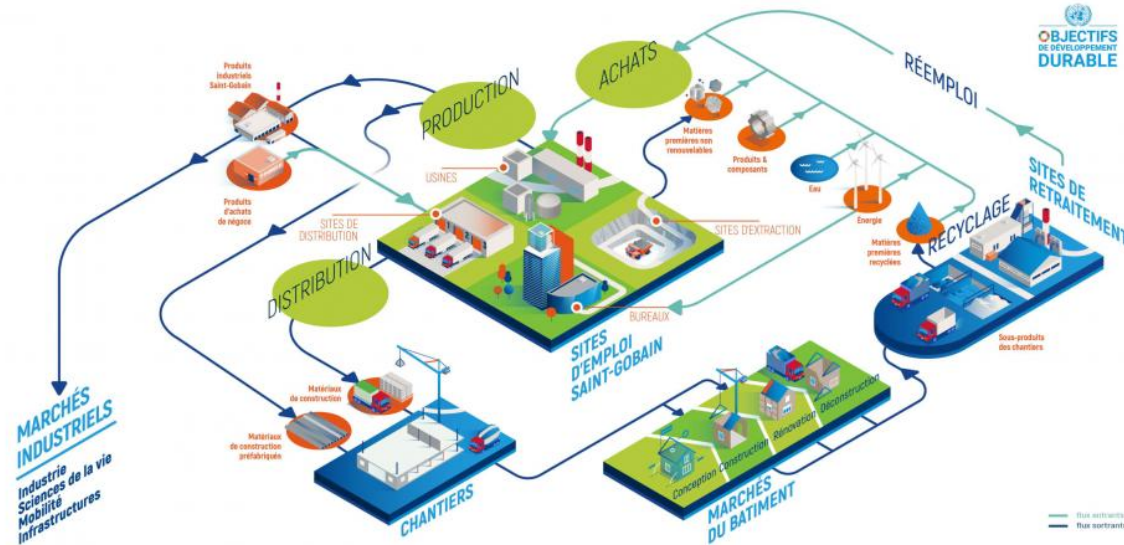 OBJECTIFS
DE DÉVELOPPEMENT
DURABLE
Produits
industriels
Saint-Gobain
PRODUCTION
ACHATS
RÉEMPLOI
Matières
premières non
renouvelables
Produits &
composants
Eau
Énergie
Matières
premières
recyclées
RECYCLAGE
SITES DE
RETRAITEMENT
Sous-produits
des chantiers
Produits
d'achats
de négoce
USINES
SITES DE
DISTRIBUTION
SITES D'EXTRACTION
BUREAUX
SITES
D'EMPLOI
SAINT-GOBAIN
DISTRIBUTION
Matériaux
de construction
Matériaux
de construction
préfabriqués
CHANTIERS
Conception
Construction
Rénovation
Déconstruction
MARCHÉS
DU BATIMENT
MARCHÉS
INDUSTRIELS
Industrie
Sciences de la vie
Mobilité
Infrastructures
flux
flux sortrants